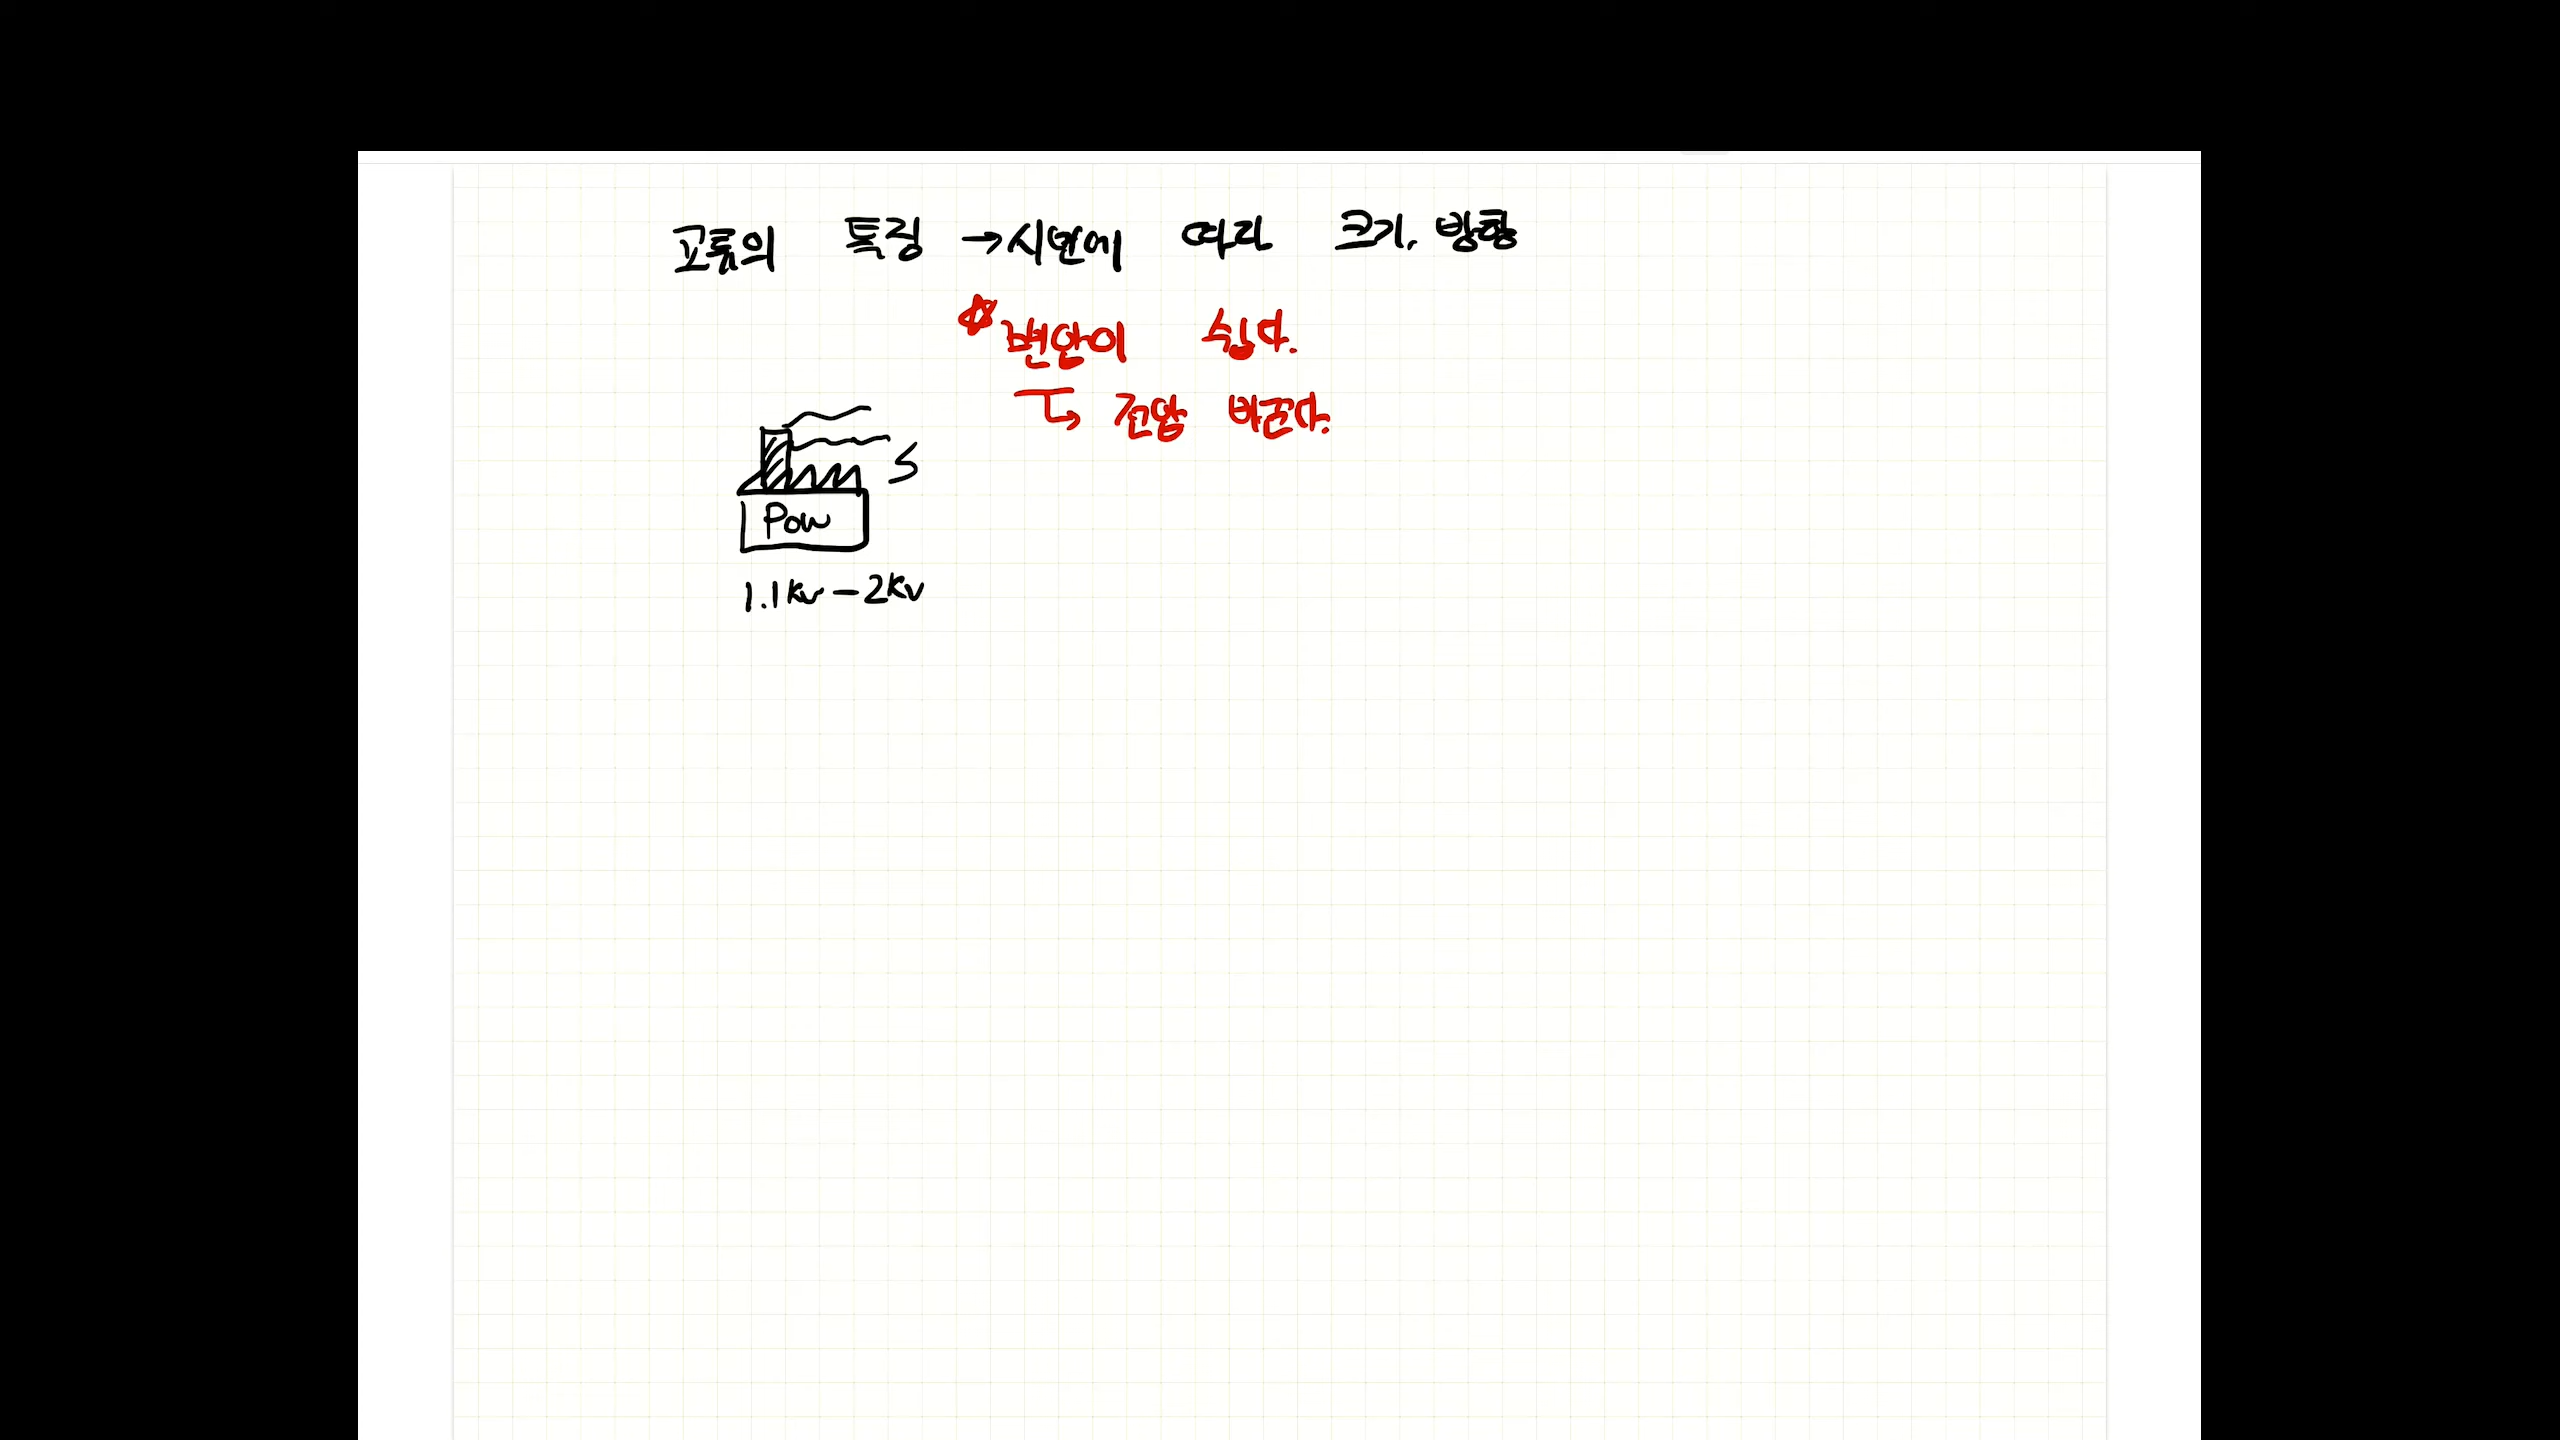 교류의 특징 → 시간에 따라 크기, 방향
☆ 변압이 쉽다.
↳ 전압 바꾼다.
Pow
1.1kv - 2kv